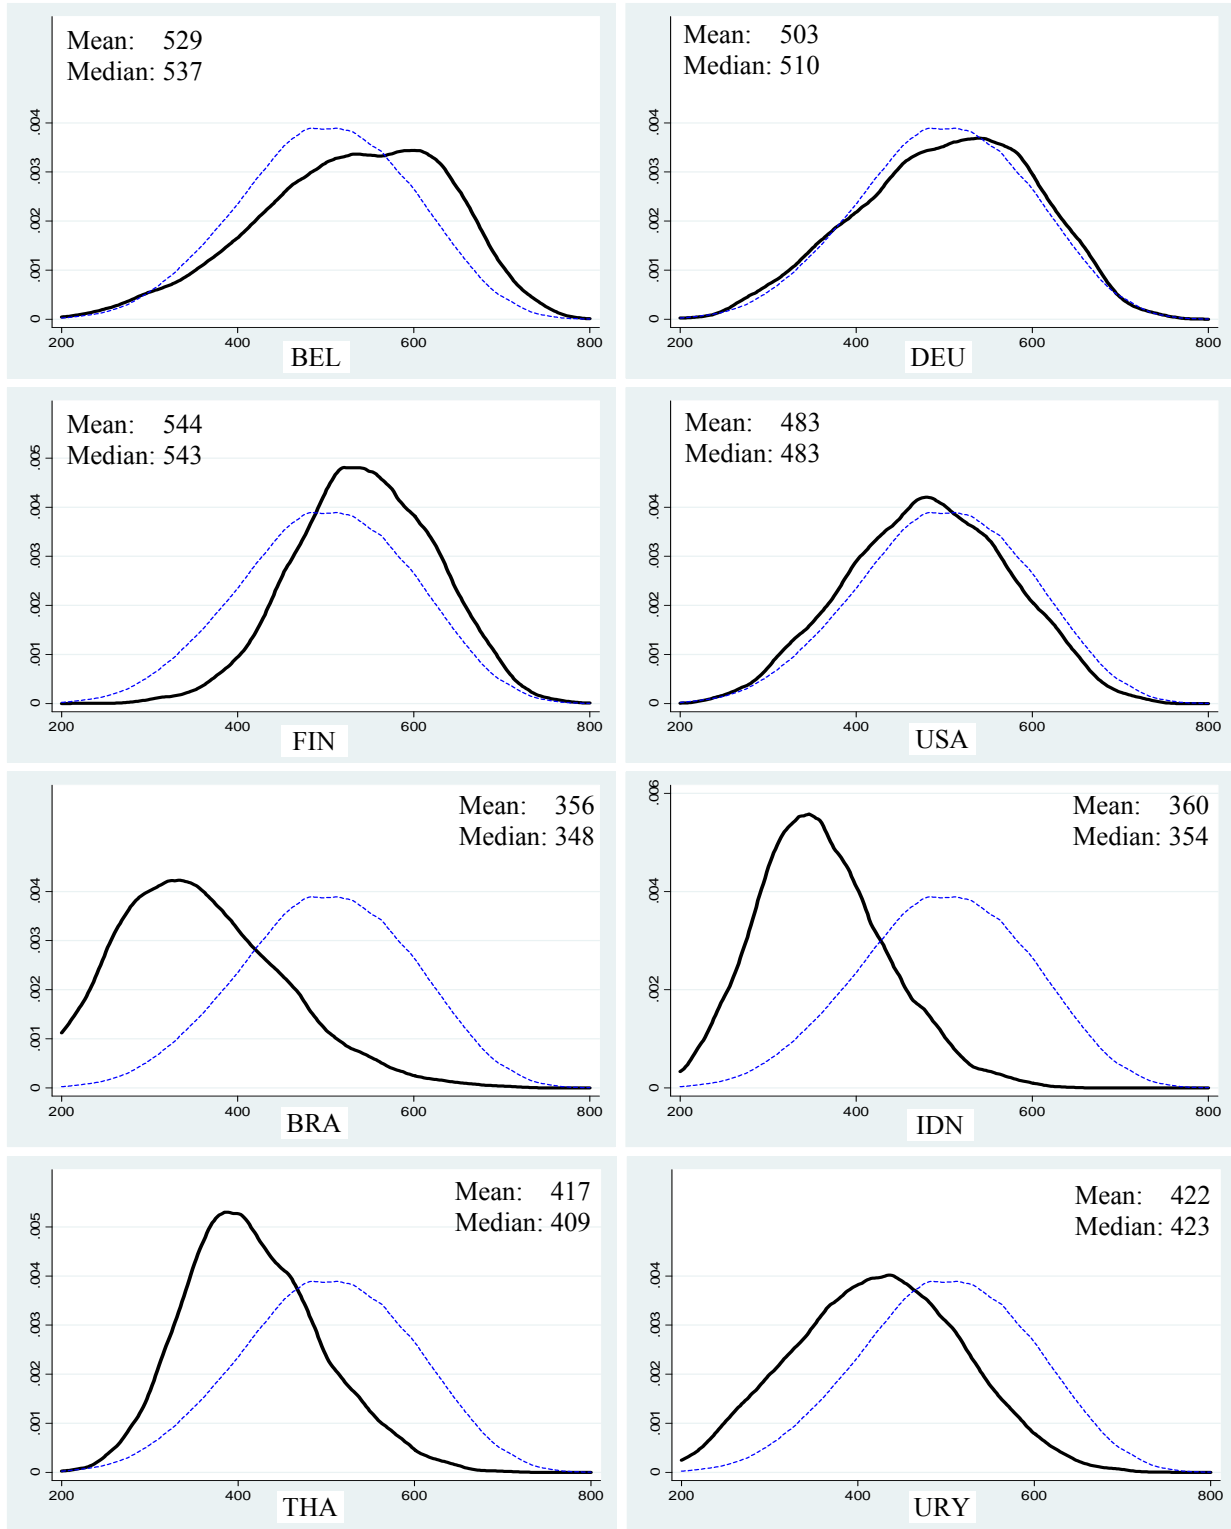 Mean: 529
Median: 537
.004
.003
.002
.001
0
200 400 600 800
BEL
Mean: 503
Median: 510
.004
.003
.002
.001
0
200 400 600 800
DEU
Mean: 544
Median: 543
.005
.004
.003
.002
.001
0
200 400 600 800
FIN
Mean: 483
Median: 483
.004
.003
.002
.001
0
200 400 600 800
USA
Mean: 356
Median: 348
.004
.003
.002
.001
0
200 400 600 800
BRA
Mean: 360
Median: 354
.006
.004
.002
0
200 400 600 800
IDN
Mean: 417
Median: 409
.005
.004
.003
.002
.001
0
200 400 600 800
THA
Mean: 422
Median: 423
.004
.003
.002
.001
0
200 400 600 800
URY